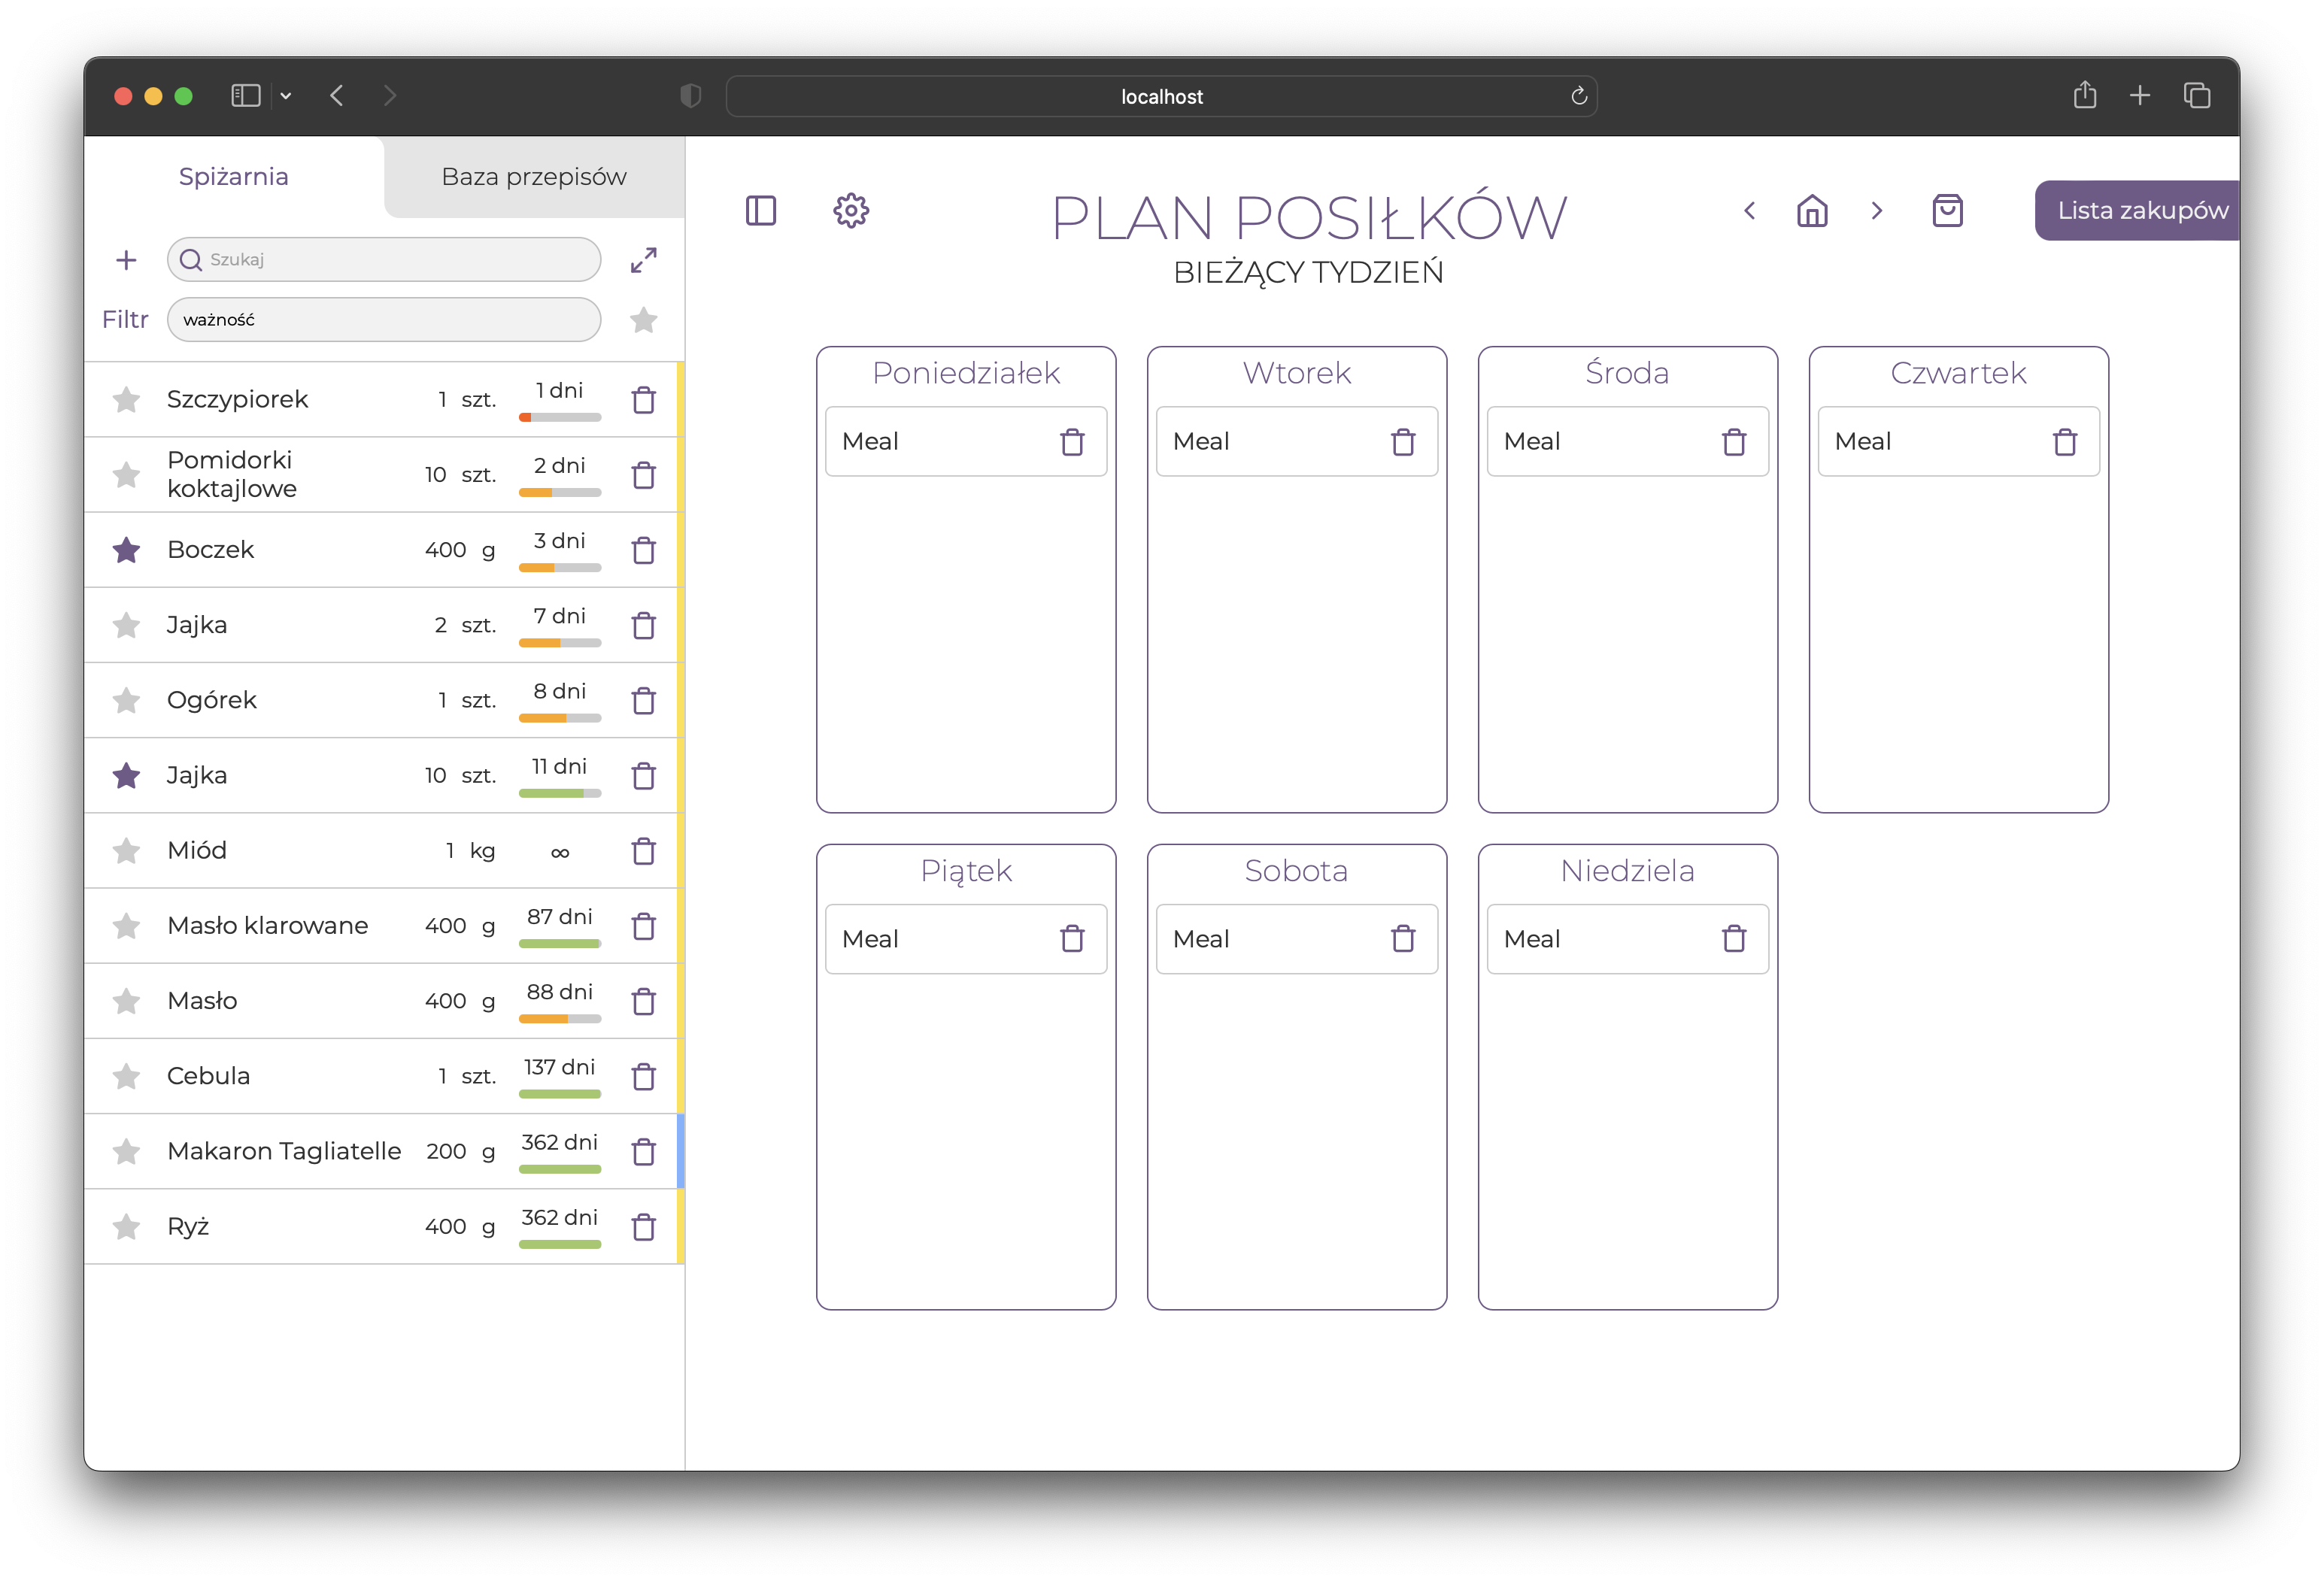 localhost
Spiżarnia
Baza przepisów
Szukaj
Filtr
ważność
Szczypiorek 1 szt. 1 dni
Pomidorki koktajlowe 10 szt. 2 dni
Boczek 400 g 3 dni
Jajka 2 szt. 7 dni
Ogórek 1 szt. 8 dni
Jajka 10 szt. 11 dni
Miód 1 kg ∞
Masło klarowane 400 g 87 dni
Masło 400 g 88 dni
Cebula 1 szt. 137 dni
Makaron Tagliatelle 200 g 362 dni
Ryż 400 g 362 dni
PLAN POSIŁKÓW
BIEŻĄCY TYDZIEŃ
Lista zakupów
Poniedziałek
Meal
Wtorek
Meal
Środa
Meal
Czwartek
Meal
Piątek
Meal
Sobota
Meal
Niedziela
Meal